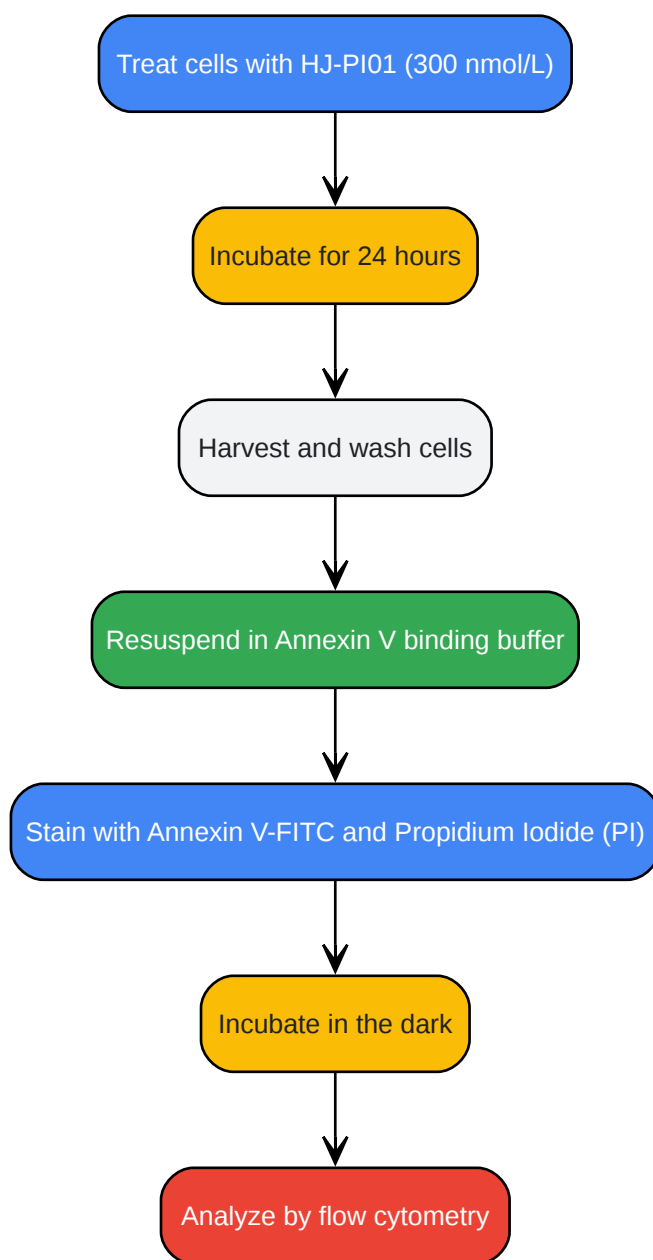 Treat cells with HJ-PI01 (300 nmol/L)
Incubate for 24 hours
Harvest and wash cells
Resuspend in Annexin V binding buffer
Stain with Annexin V-FITC and Propidium Iodide (PI)
Incubate in the dark
Analyze by flow cytometry